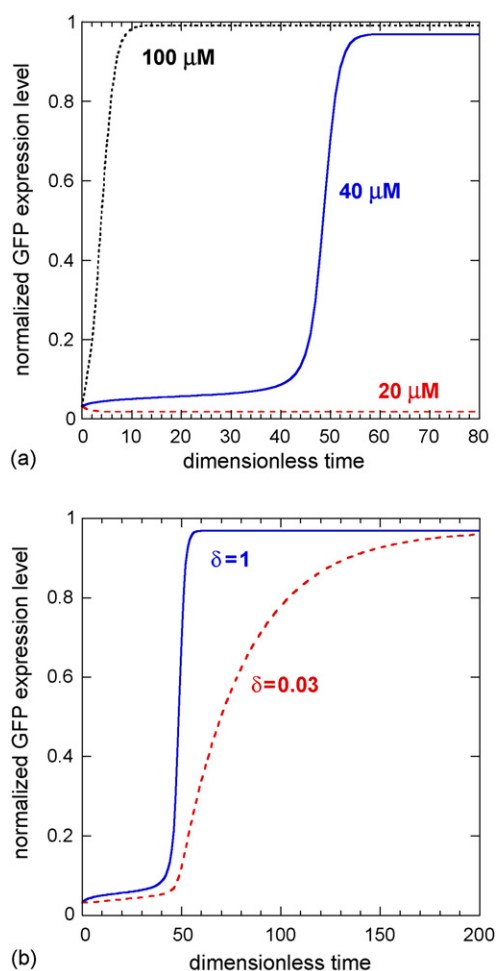 1
0.8
0.6
0.4
0.2
0
normalized GFP expression level
100 μM
40 μM
20 μM
0 10 20 30 40 50 60 70 80
(a) dimensionless time
1
0.8
0.6
0.4
0.2
0
normalized GFP expression level
δ=1
δ=0.03
0 50 100 150 200
(b) dimensionless time